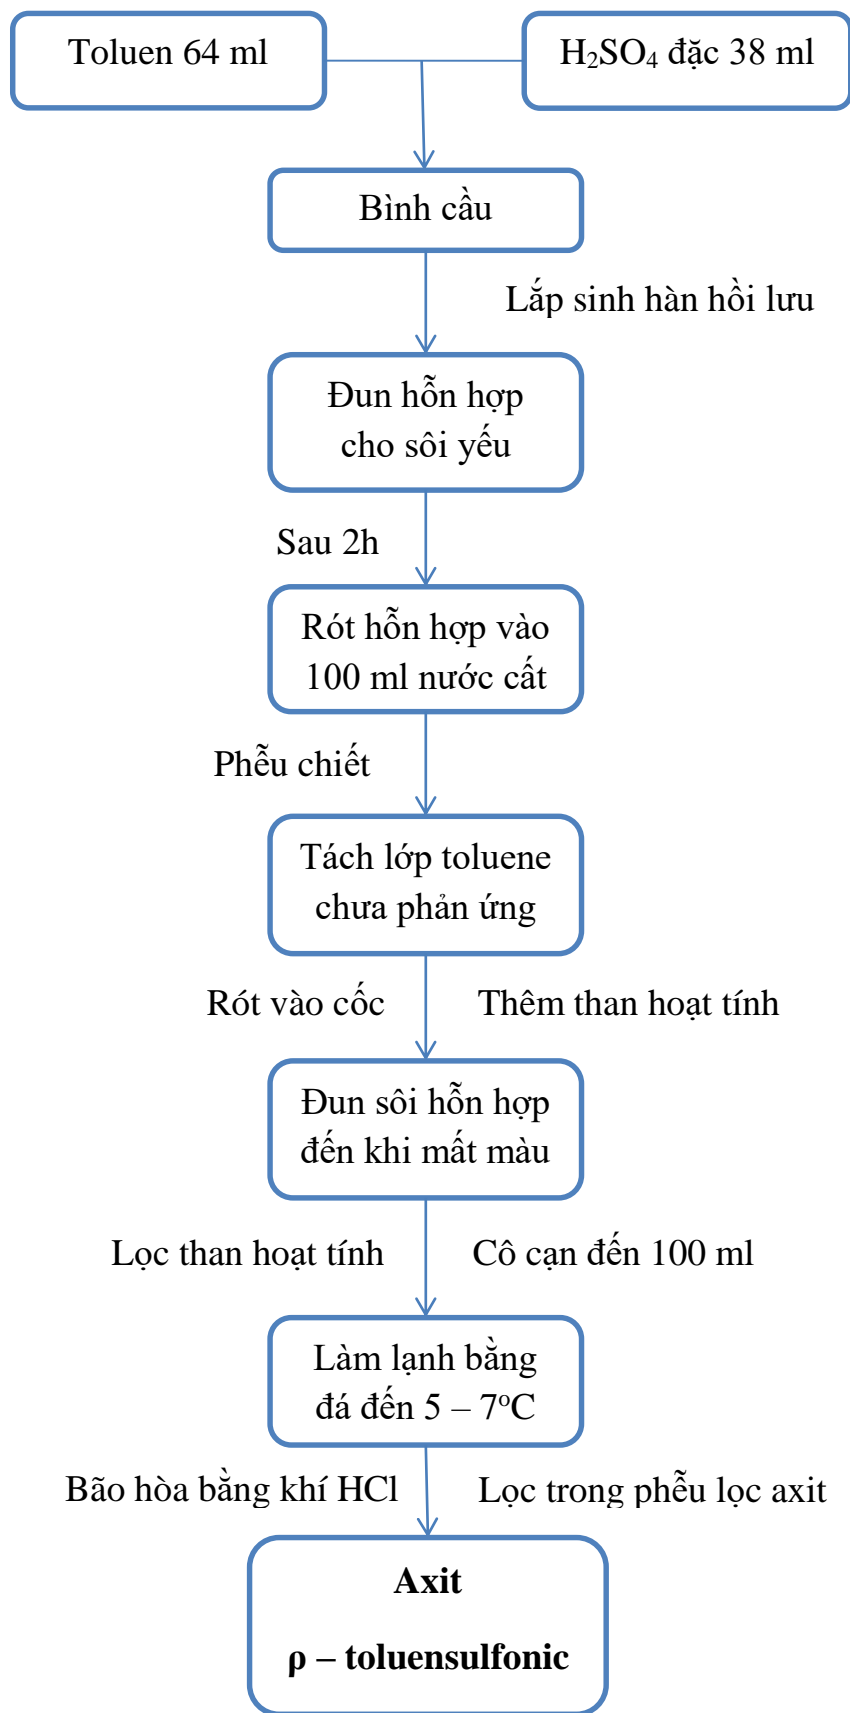 Toluen 64 ml
H₂SO₄ đặc 38 ml
Bình cầu
Lắp sinh hàn hồi lưu
Đun hỗn hợp
cho sôi yếu
Sau 2h
Rót hỗn hợp vào
100 ml nước cất
Phễu chiết
Tách lớp toluene
chưa phản ứng
Rót vào cốc
Thêm than hoạt tính
Đun sôi hỗn hợp
đến khi mất màu
Lọc than hoạt tính
Cô cạn đến 100 ml
Làm lạnh bằng
đá đến 5 – 7ºC
Bão hòa bằng khí HCl
Lọc trong phễu lọc axit
Axit
ρ – toluensulfonic